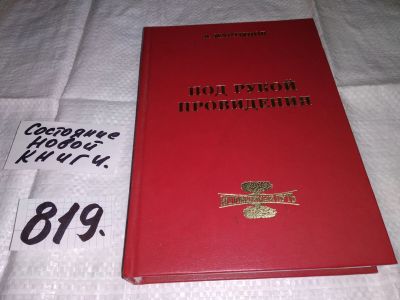 ПОД РУКОЙ
ПРОВИДЕНИЯ
Состояние
Новой
Книги.
819.